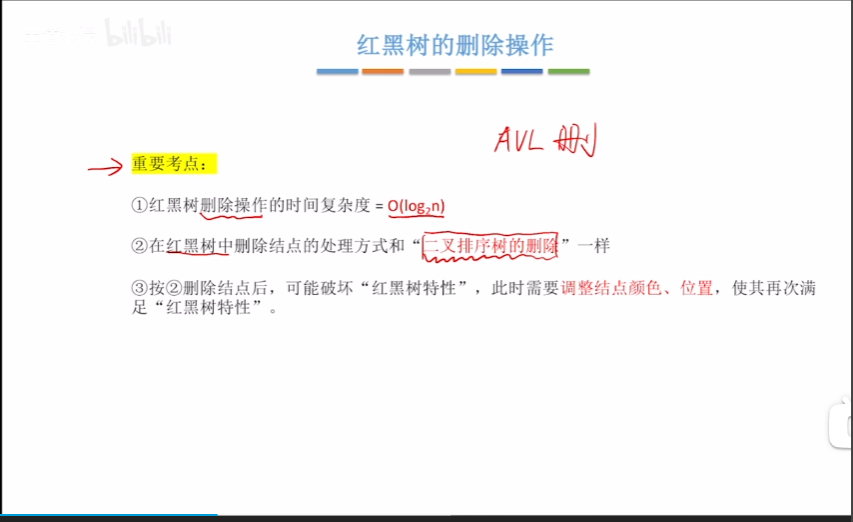 bilibili
红黑树的删除操作
AVL 删
重要考点：
①红黑树删除操作的时间复杂度 = O(log₂n)
②在红黑树中删除结点的处理方式和“二叉排序树的删除”一样
③按②删除结点后，可能破坏“红黑树特性”，此时需要调整结点颜色、位置，使其再次满
足“红黑树特性”。